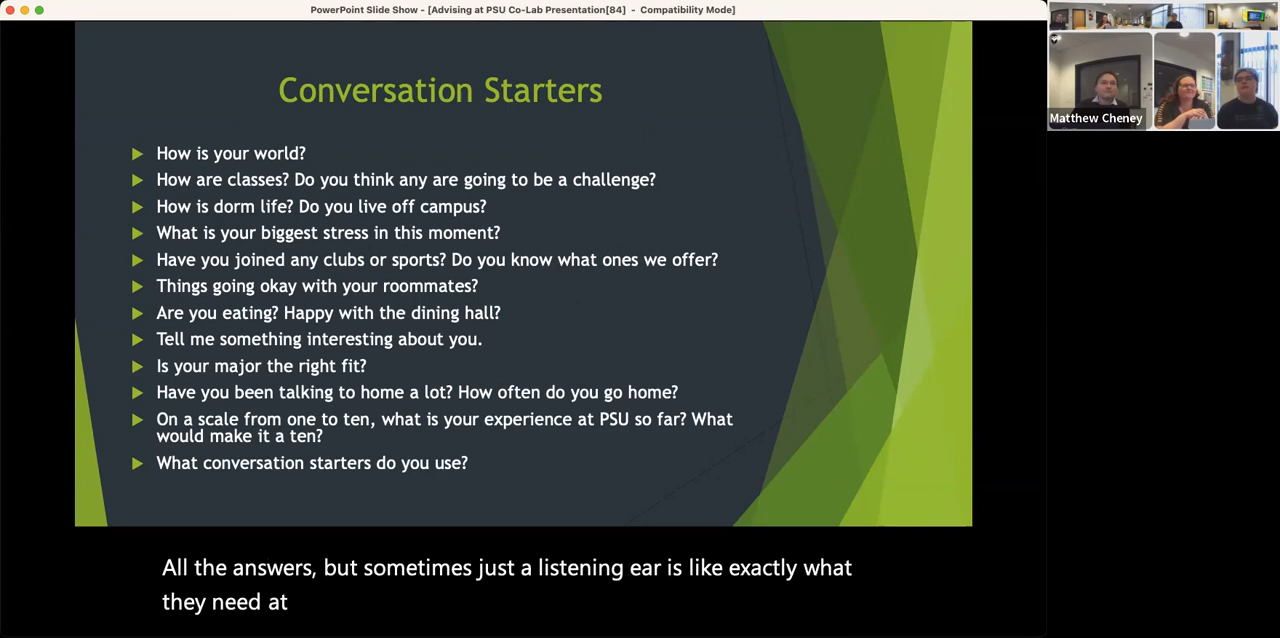 PowerPoint Slide Show - [Advising at PSU Co-Lab Presentation[84] - Compatibility Mode]
Conversation Starters
How is your world?
How are classes? Do you think any are going to be a challenge?
How is dorm life? Do you live off campus?
What is your biggest stress in this moment?
Have you joined any clubs or sports? Do you know what ones we offer?
Things going okay with your roommates?
Are you eating? Happy with the dining hall?
Tell me something interesting about you.
Is your major the right fit?
Have you been talking to home a lot? How often do you go home?
On a scale from one to ten, what is your experience at PSU so far? What
would make it a ten?
What conversation starters do you use?
Matthew Cheney
All the answers, but sometimes just a listening ear is like exactly what
they need at